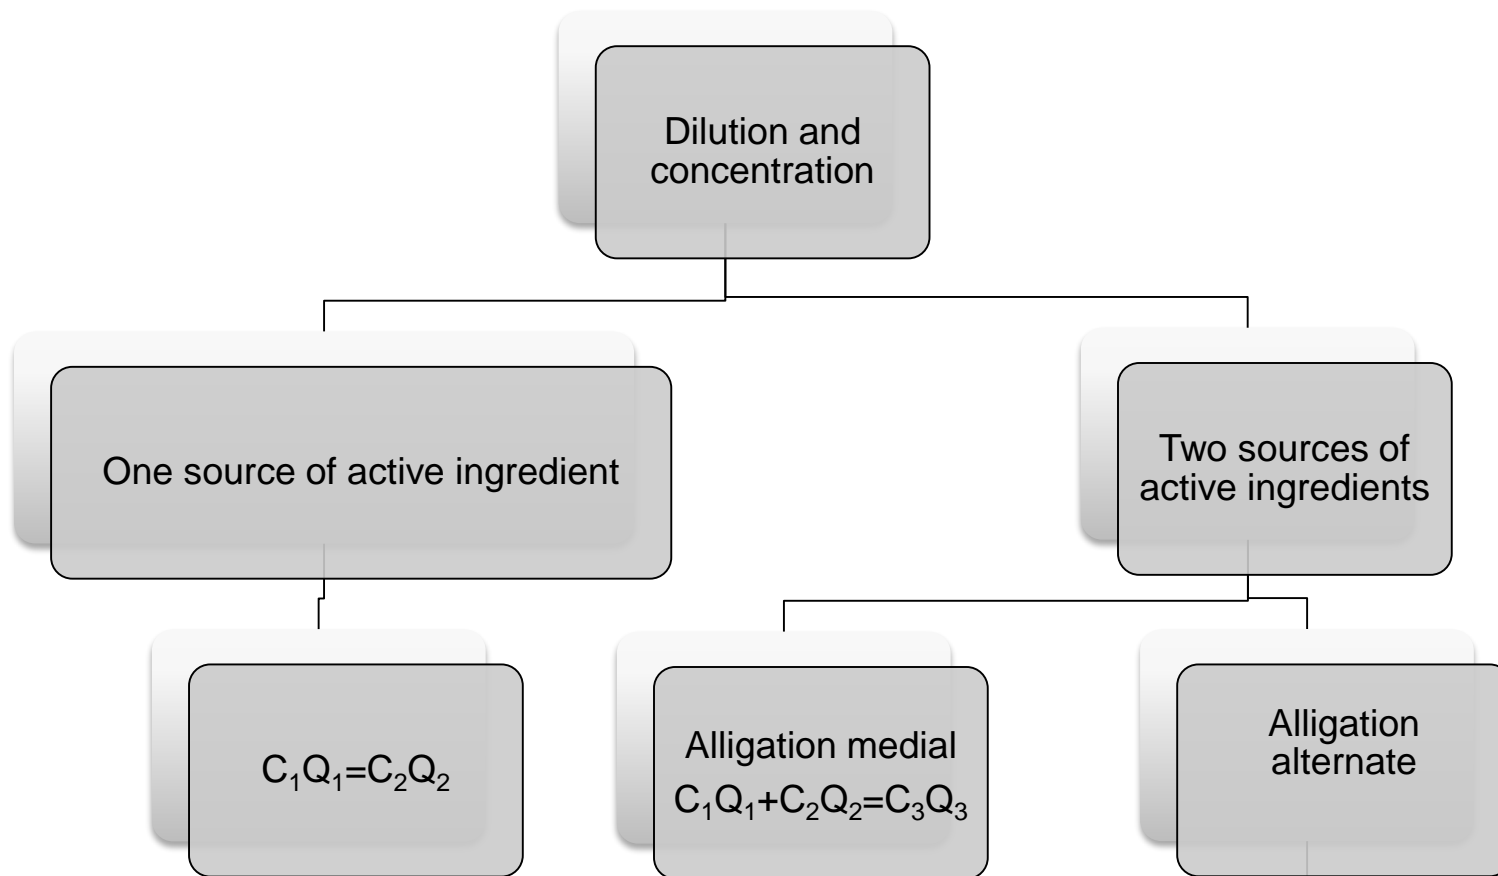 Dilution and
concentration
One source of active ingredient
Two sources of
active ingredients
C₁Q₁=C₂Q₂
Alligation medial
C₁Q₁+C₂Q₂=C₃Q₃
Alligation
alternate